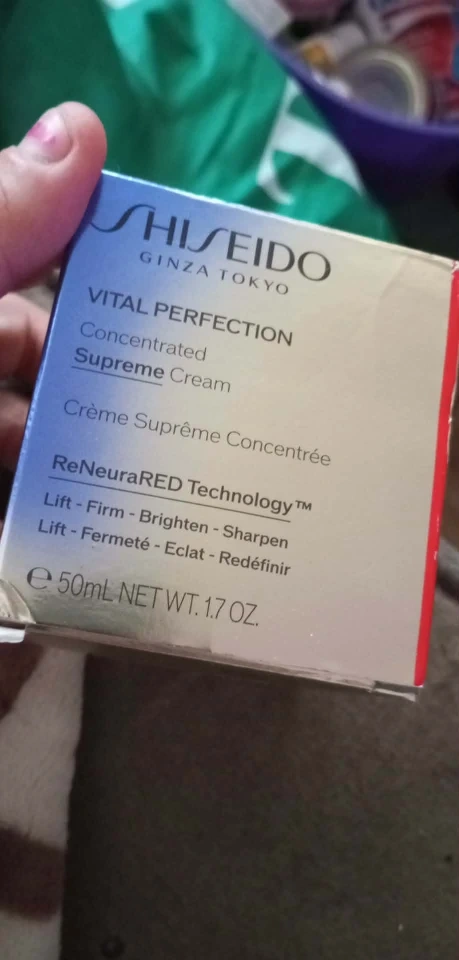 SHISEIDO
GINZA TOKYO
VITAL PERFECTION
Concentrated
Supreme Cream
Crème Suprême Concentrée
ReNeuraRED Technology™
Lift - Firm - Brighten - Sharpen
Lift - Fermeté - Eclat - Redéfinir
℮ 50mL NET WT. 1.7 OZ.